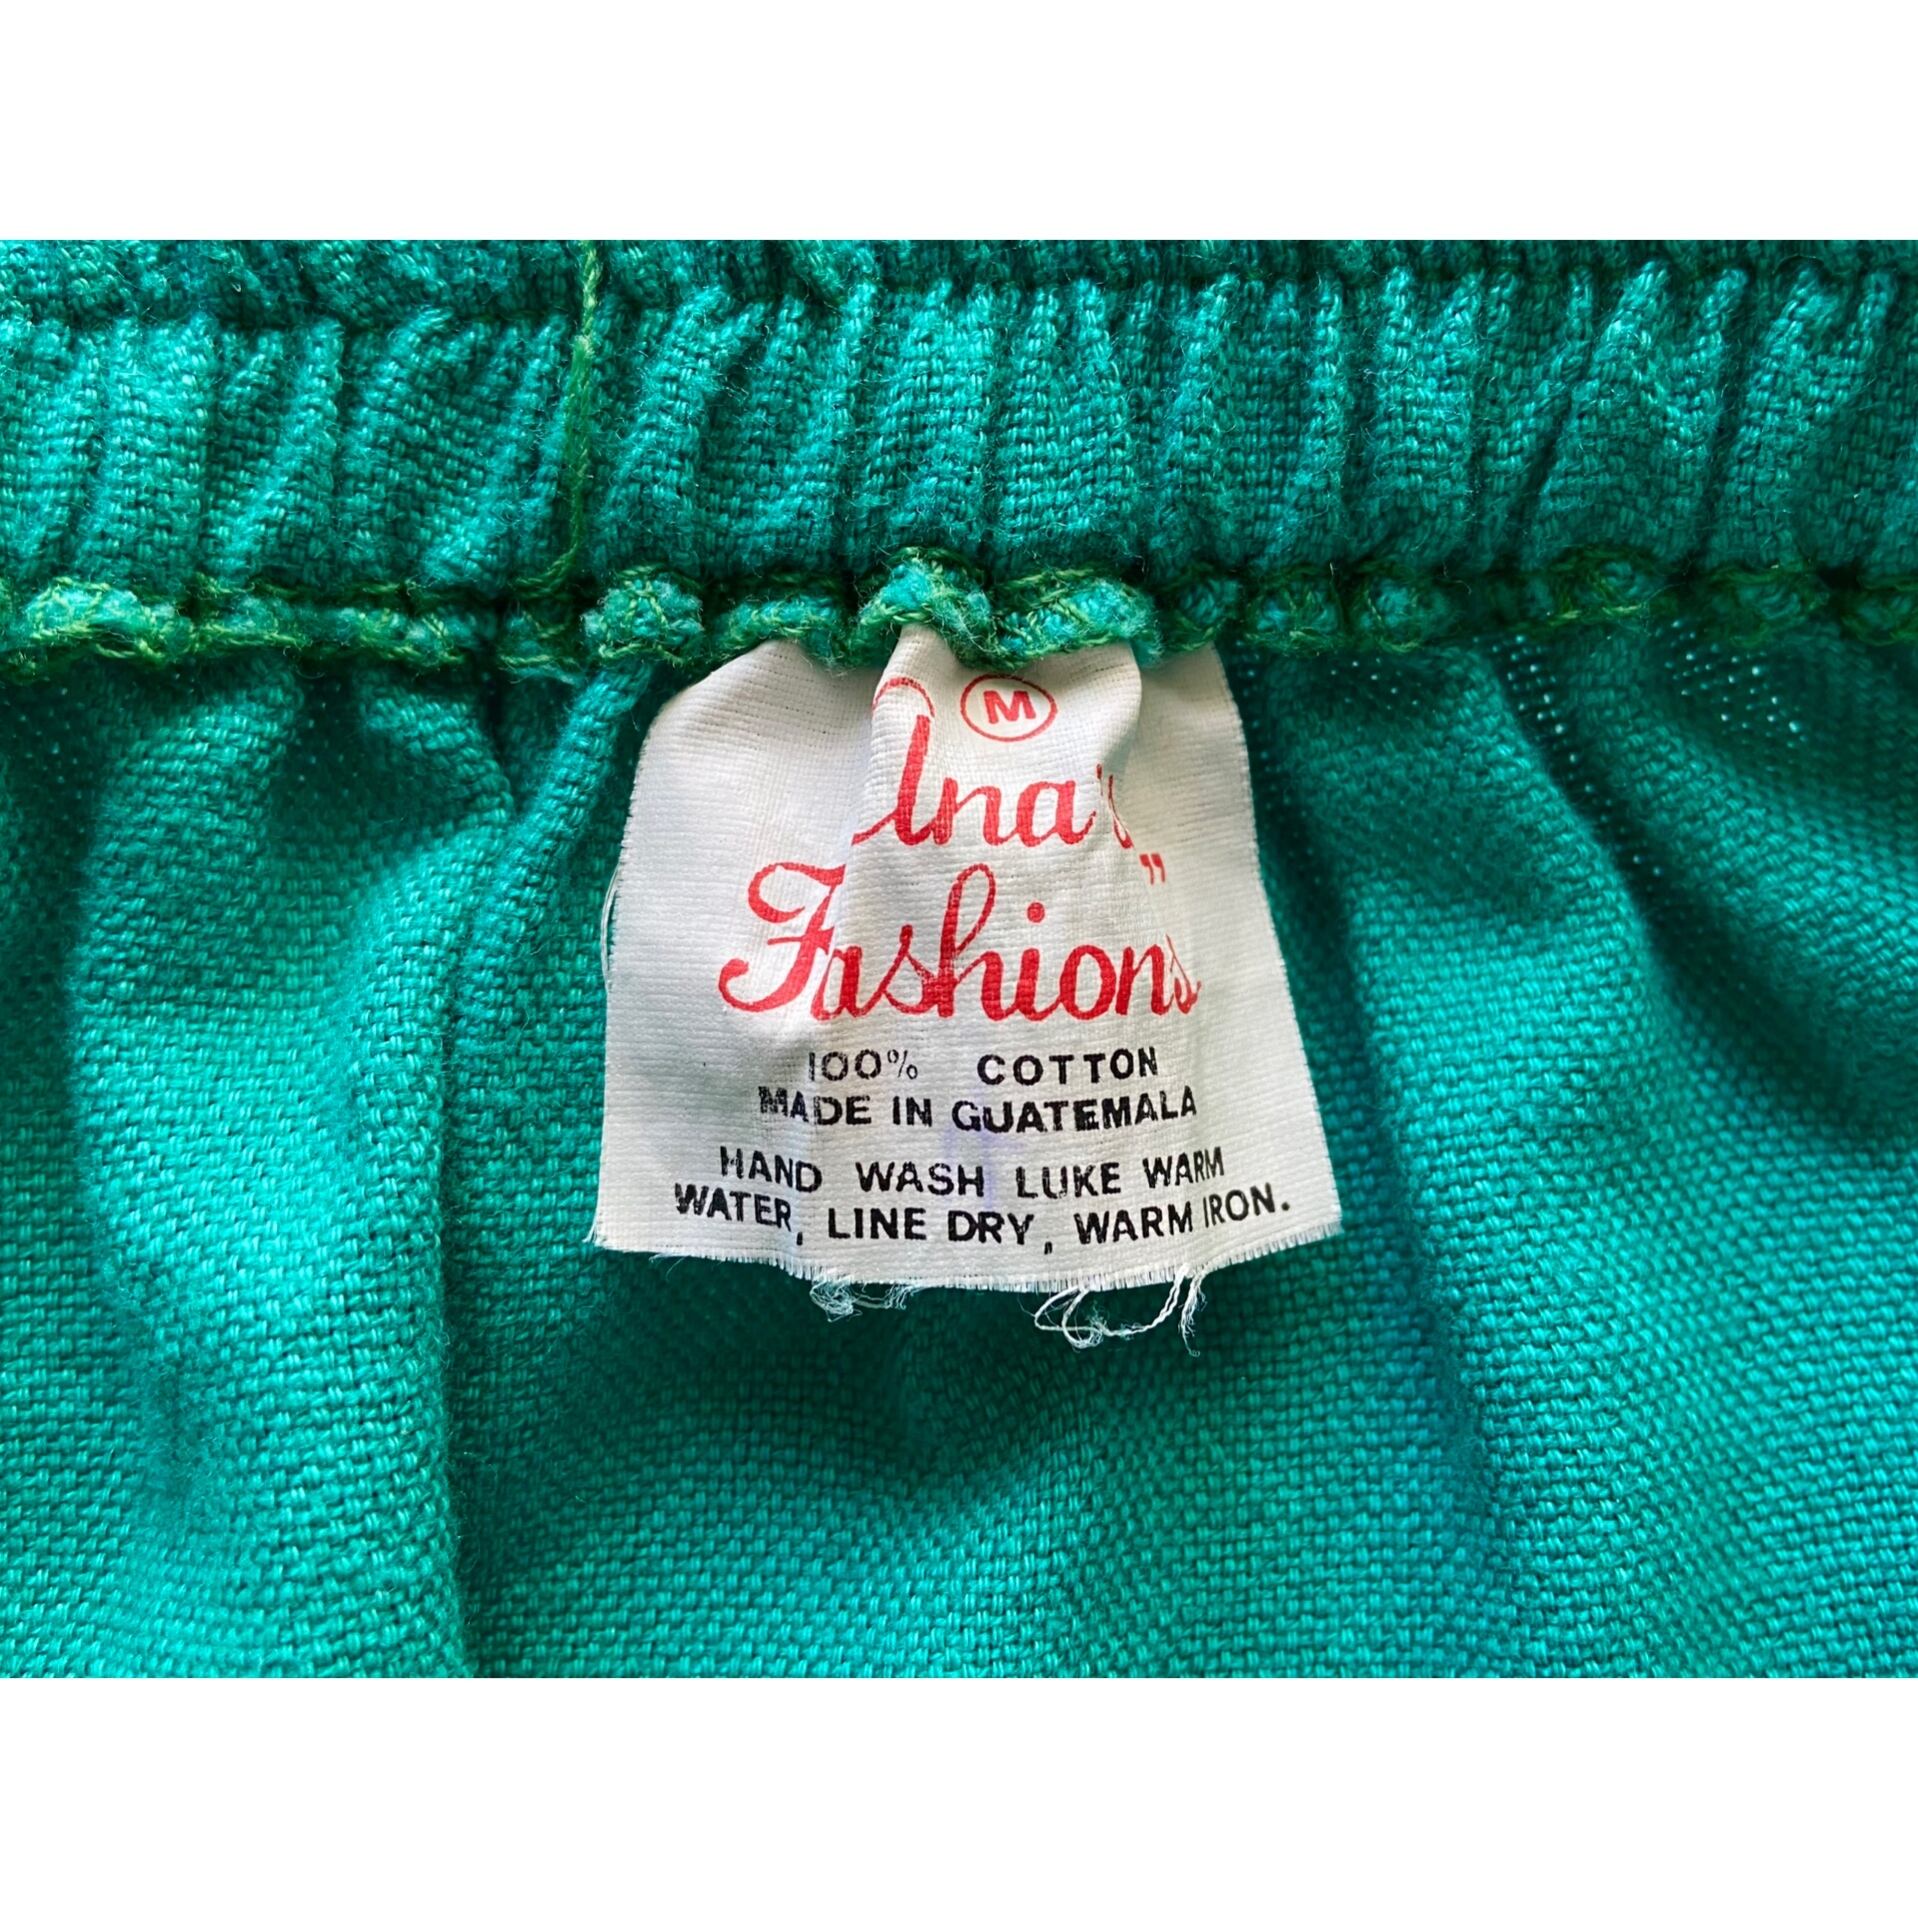 M
Ana's
Fashions"
100% COTTON
MADE IN GUATEMALA
HAND WASH LUKE WARM
WATER, LINE DRY, WARM IRON.